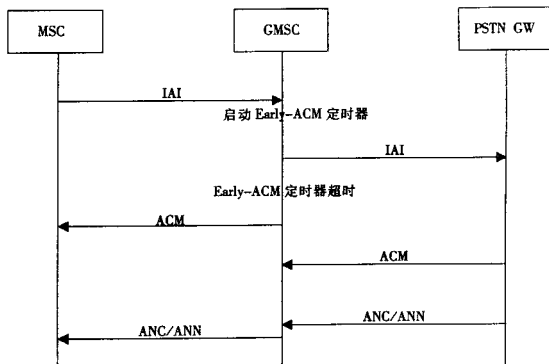 MSC
GMSC
PSTN GW
IAI
启动 Early-ACM 定时器
IAI
Early-ACM 定时器超时
ACM
ACM
ANC/ANN
ANC/ANN